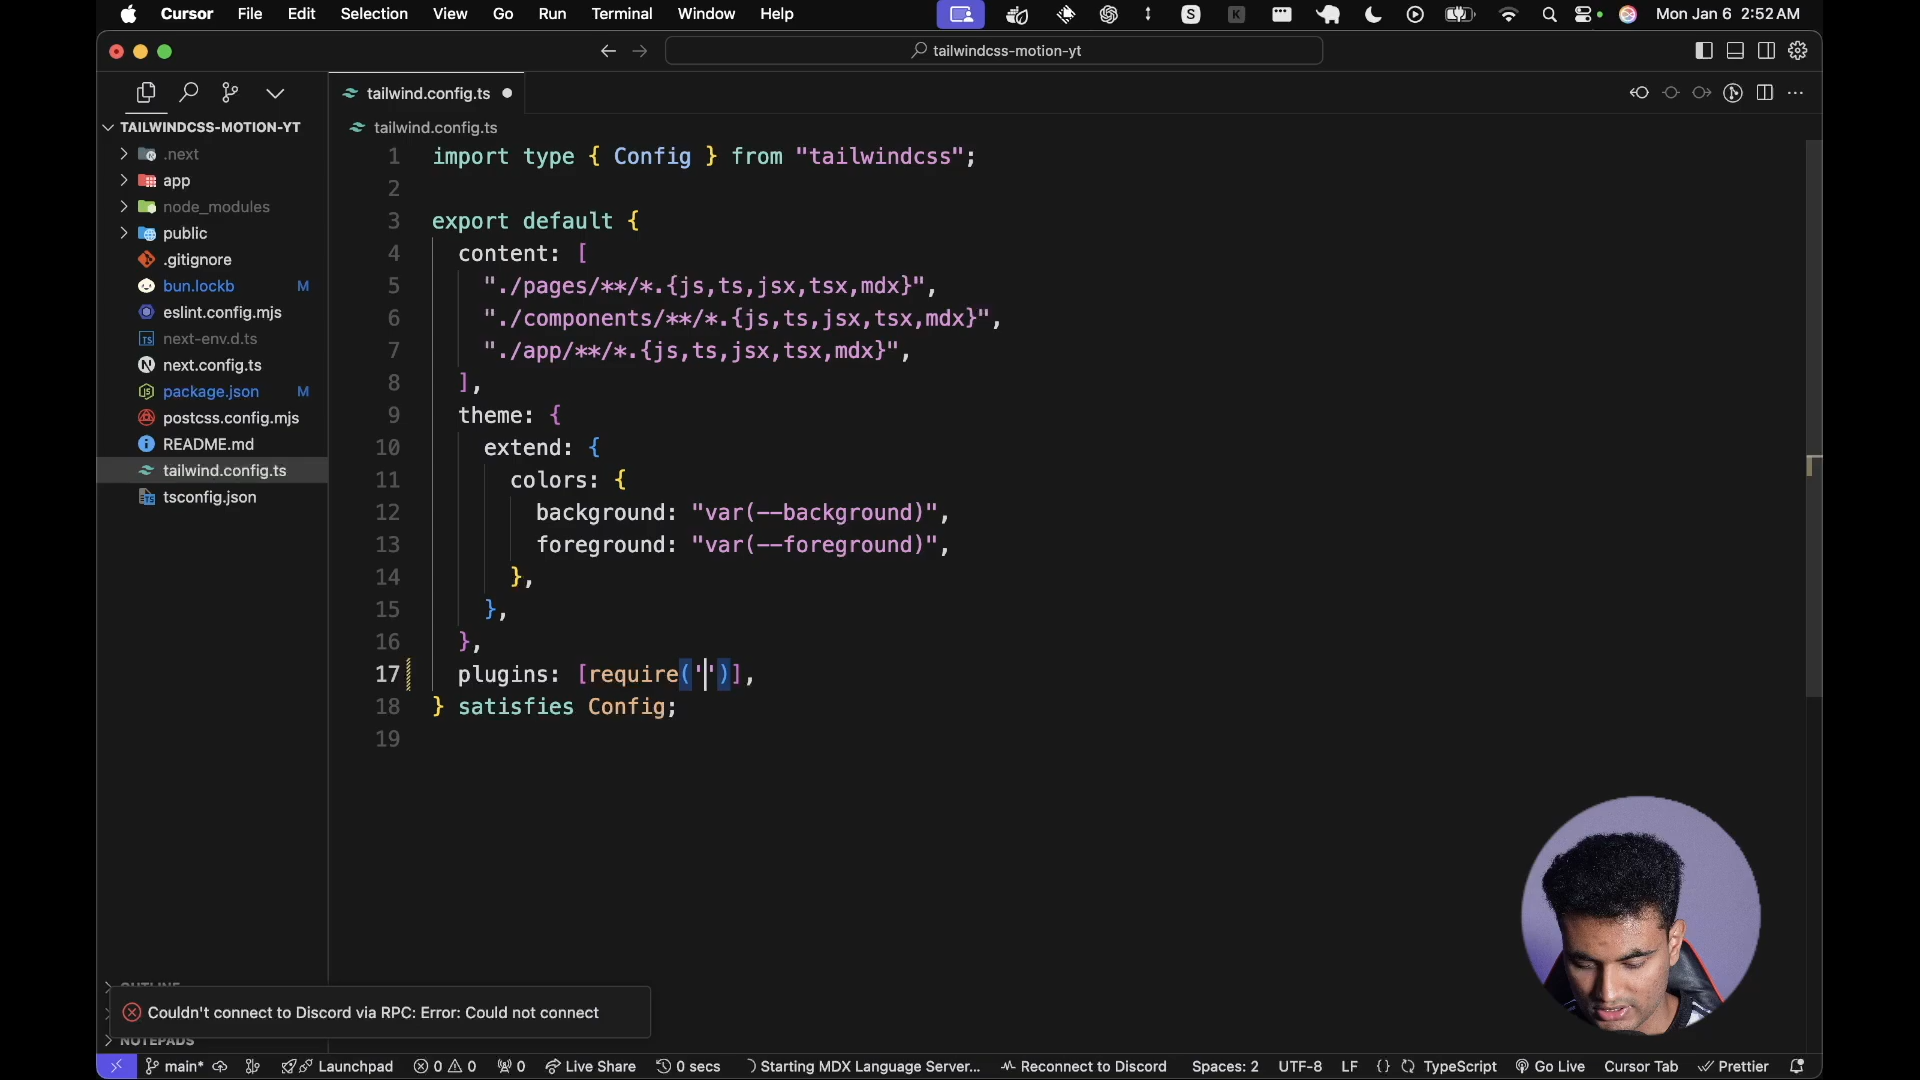 Cursor File Edit Selection View Go Run Terminal Window Help
S K Mon Jan 6 2:52 AM
tailwindcss-motion-yt
tailwind.config.ts
TAILWINDCSS-MOTION-YT
.next
app
node_modules
public
.gitignore
bun.lockb M
eslint.config.mjs
next-env.d.ts
next.config.ts
package.json M
postcss.config.mjs
README.md
tailwind.config.ts
tsconfig.json
tailwind.config.ts
1 import type { Config } from "tailwindcss";
2
3 export default {
4 content: [
5 "./pages/**/*.{js,ts,jsx,tsx,mdx}",
6 "./components/**/*.{js,ts,jsx,tsx,mdx}",
7 "./app/**/*.{js,ts,jsx,tsx,mdx}",
8 ],
9 theme: {
10 extend: {
11 colors: {
12 background: "var(--background)",
13 foreground: "var(--foreground)",
14 },
15 },
16 },
17 plugins: [require('')],
18 } satisfies Config;
19
OUTLINE
Couldn't connect to Discord via RPC: Error: Could not connect
NOTEPADS
main* Launchpad 0 0 0 Live Share 0 secs Starting MDX Language Server... Reconnect to Discord Spaces: 2 UTF-8 LF {} TypeScript Go Live Cursor Tab Prettier